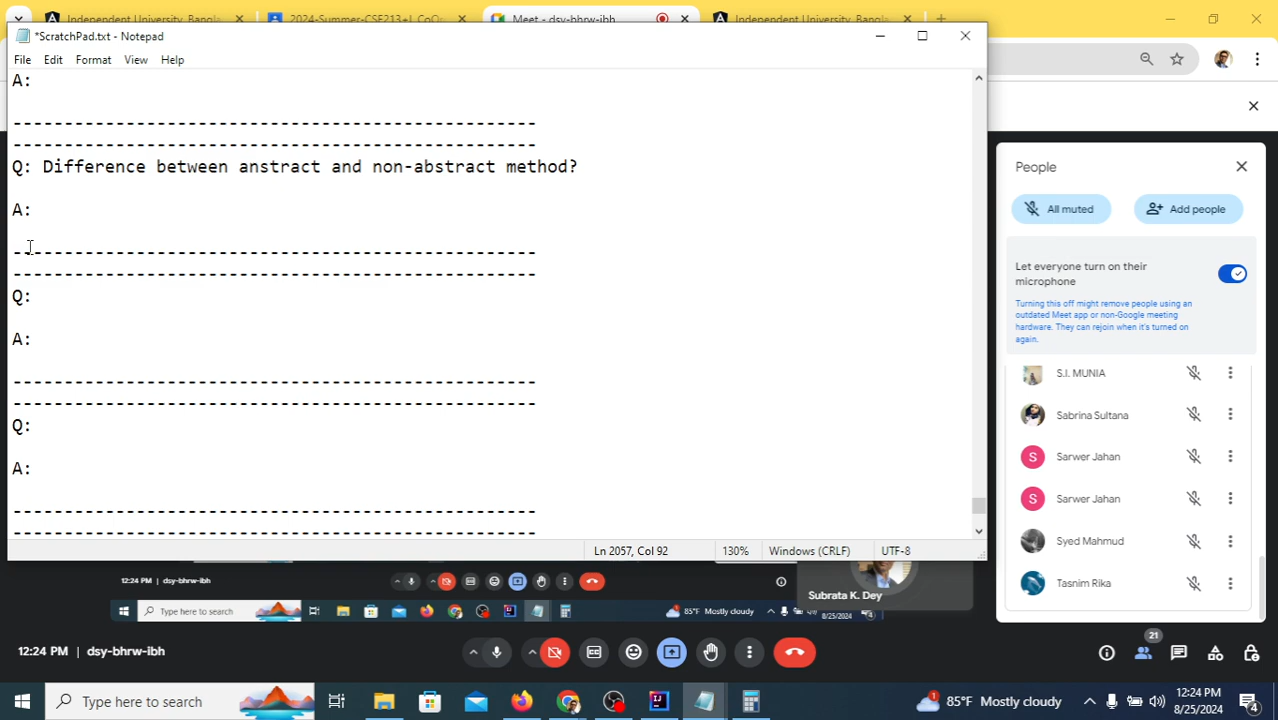 Independent University, Bangla
2024-Summer-CSE213+L CoOs
Meet - dsy-bhrw-ibh
Independent University, Bangla
*ScratchPad.txt - Notepad
File Edit Format View Help
A:
---------------------------------------------------
---------------------------------------------------
Q: Difference between anstract and non-abstract method?
A:
---------------------------------------------------
---------------------------------------------------
Q:
A:
---------------------------------------------------
---------------------------------------------------
Q:
A:
---------------------------------------------------
---------------------------------------------------
Ln 2057, Col 92
130%
Windows (CRLF)
UTF-8
People
All muted
Add people
Let everyone turn on their
microphone
Turning this off might remove people using an
outdated Meet app or non-Google meeting
hardware. They can rejoin when it's turned on
again.
S.I. MUNIA
Sabrina Sultana
S
Sarwer Jahan
S
Sarwer Jahan
Syed Mahmud
Tasnim Rika
12:24 PM | dsy-bhrw-ibh
Subrata K. Dey
Type here to search
85°F Mostly cloudy
8/25/2024
12:24 PM | dsy-bhrw-ibh
21
Type here to search
1
85°F Mostly cloudy
12:24 PM
8/25/2024
4